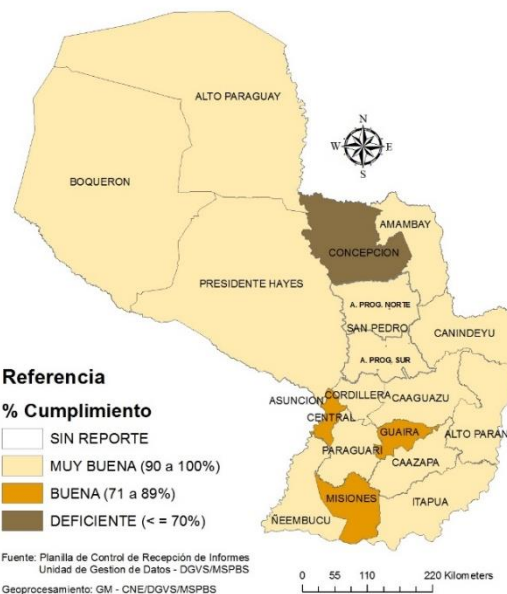 ALTO PARAGUAY
N
W E
S
BOQUERON
AMAMBAY
CONCEPCION
PRESIDENTE HAYES
A. PROG. NORTE
SAN PEDRO
CANINDEYU
A. PROG. SUR
Referencia
% Cumplimiento
SIN REPORTE
MUY BUENA (90 a 100%)
BUENA (71 a 89%)
DEFICIENTE (< = 70%)
ASUNCION
CORDILLERA
CAAGUAZU
CENTRAL
GUAIRA
ALTO PARAN
PARAGUARI
CAAZAPA
MISIONES
ITAPUA
ÑEEMBUCU
Fuente: Planilla de Control de Recepción de Informes
Unidad de Gestion de Datos - DGVS/MSPBS
Geoprocesamiento: GM - CNE/DGVS/MSPBS
0 55 110 220 Kilometers